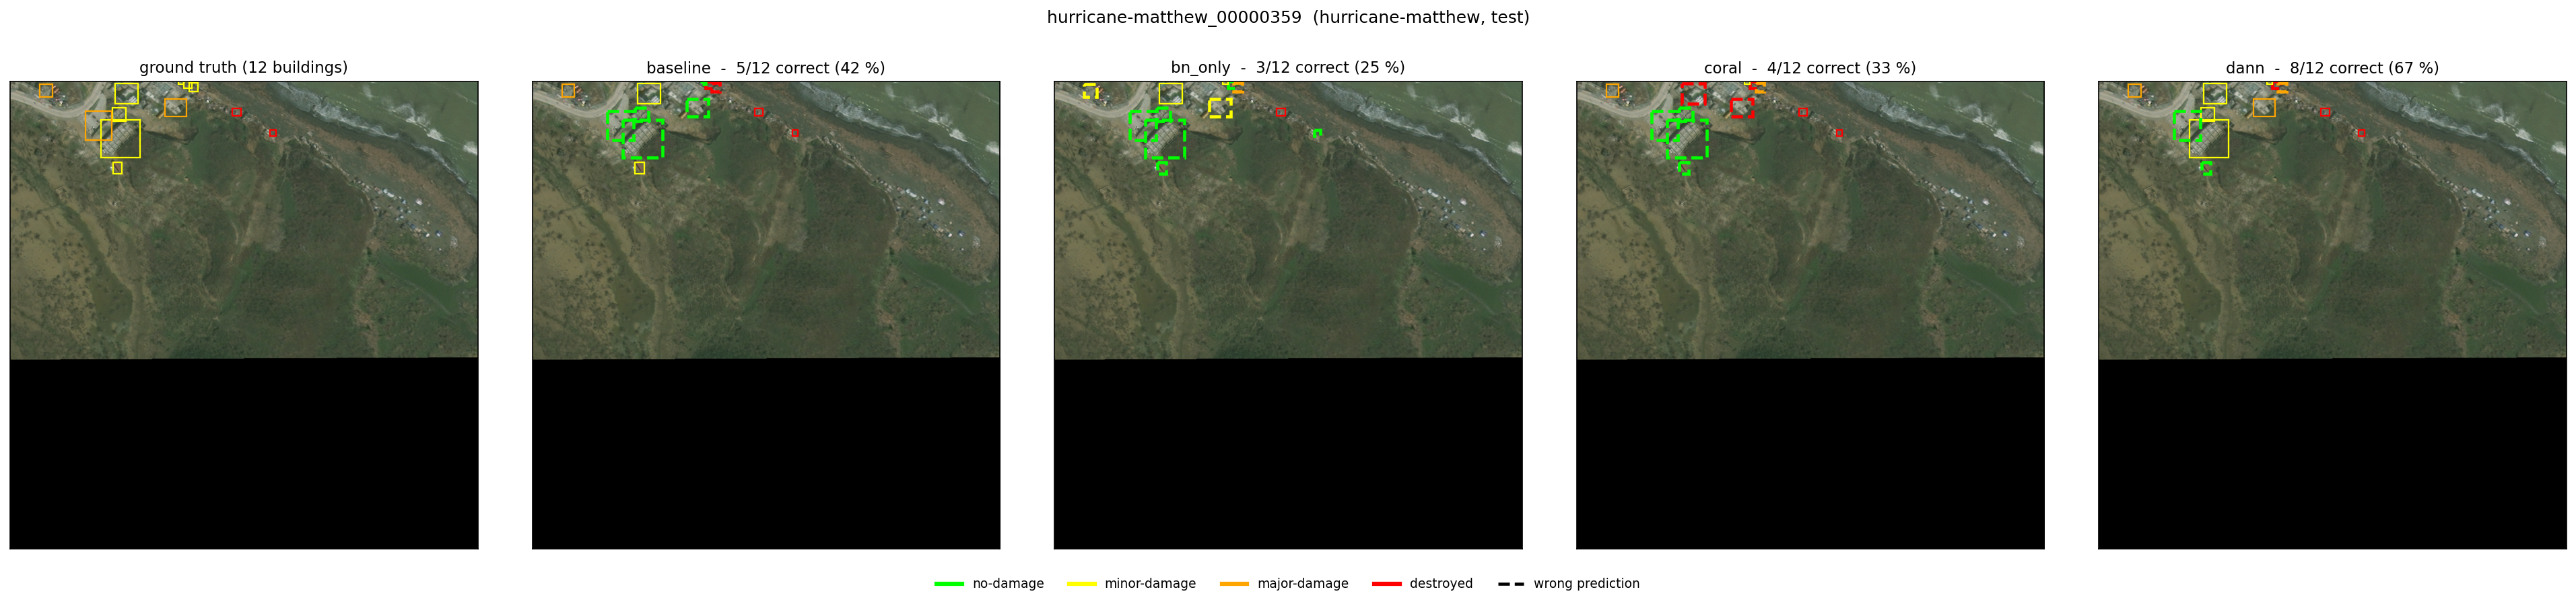 hurricane-matthew_00000359  (hurricane-matthew, test)
ground truth (12 buildings)
baseline  -  5/12 correct (42 %)
bn_only  -  3/12 correct (25 %)
coral  -  4/12 correct (33 %)
dann  -  8/12 correct (67 %)
no-damage
minor-damage
major-damage
destroyed
wrong prediction